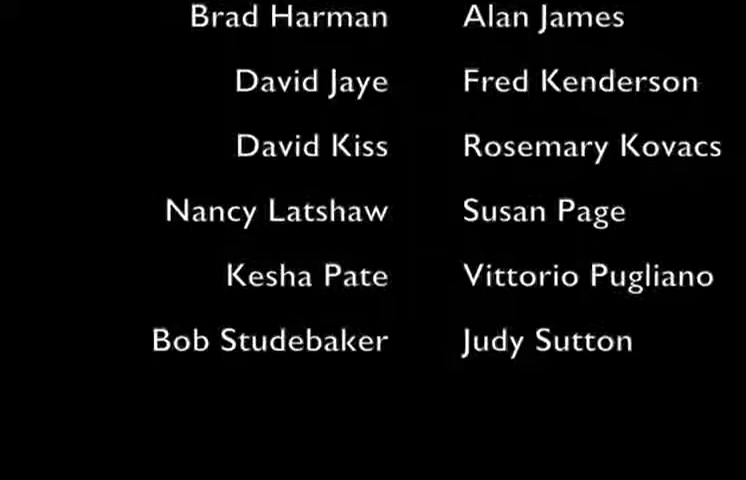 Brad Harman Alan James
David Jaye Fred Kenderson
David Kiss Rosemary Kovacs
Nancy Latshaw Susan Page
Kesha Pate Vittorio Pugliano
Bob Studebaker Judy Sutton